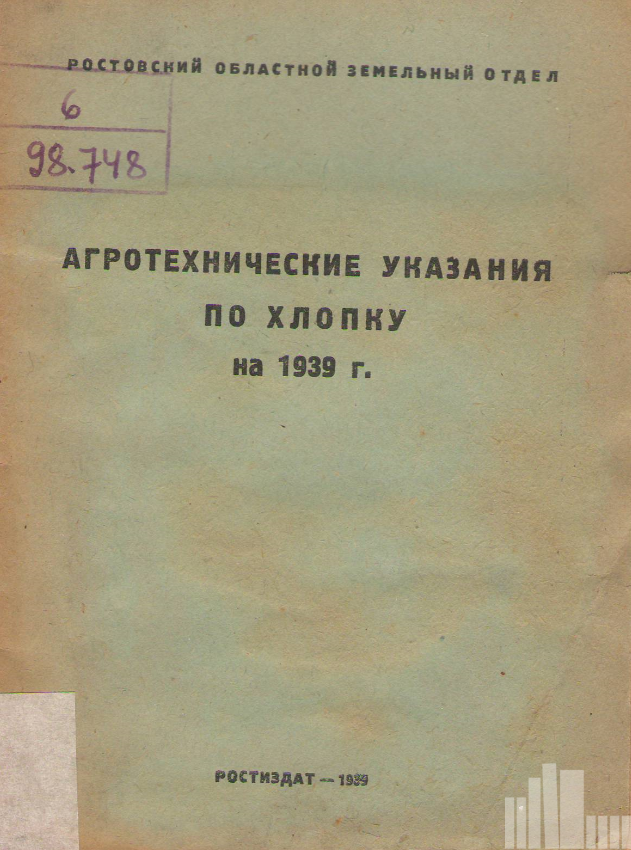 РОСТОВСКИЙ ОБЛАСТНОЙ ЗЕМЕЛЬНЫЙ ОТДЕЛ
6
98.748
АГРОТЕХНИЧЕСКИЕ УКАЗАНИЯ
ПО ХЛОПКУ
на 1939 г.
РОСТИЗДАТ — 1939